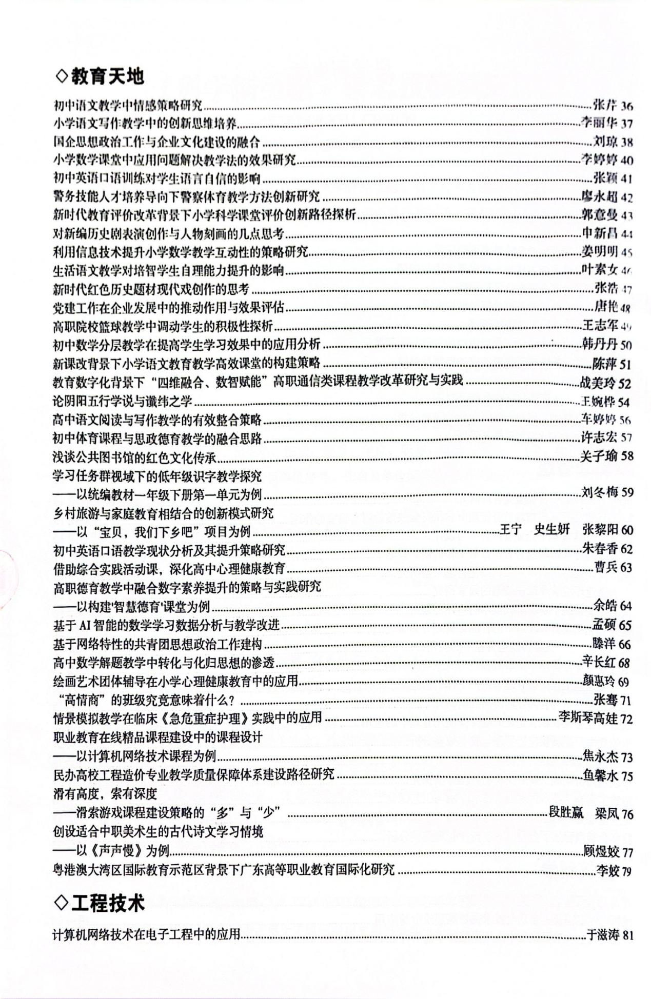 ◇教育天地
初中语文教学中情感策略研究........张芹 36
小学语文写作教学中的创新思维培养........李丽华 37
国企思想政治工作与企业文化建设的融合........刘琼 38
小学数学课堂中应用问题解决教学法的效果研究........李婷婷 40
初中英语口语训练对学生语言自信的影响........张颖 41
警务技能人才培养导向下警察体育教学方法创新研究........廖永超 42
新时代教育评价改革背景下小学科学课堂评价创新路径探析........郭意曼 43
对新编历史剧表演创作与人物刻画的几点思考........申新昌 44
利用信息技术提升小学数学教学互动性的策略研究........姜明明 45
生活语文教学对培智学生自理能力提升的影响........叶素女 46
新时代红色历史题材现代戏创作的思考........张浩 47
党建工作在企业发展中的推动作用与效果评估........唐艳 48
高职院校篮球教学中调动学生的积极性探析........王志军 49
初中数学分层教学在提高学生学习效果中的应用分析........韩丹丹 50
新课改背景下小学语文教育教学高效课堂的构建策略........陈萍 51
教育数字化背景下“四维融合、数智赋能”高职通信类课程教学改革研究与实践........战美玲 52
论阴阳五行学说与谶纬之学........王婉桦 54
高中语文阅读与写作教学的有效整合策略........车婷婷 56
初中体育课程与思政德育教学的融合思路........许志宏 57
浅谈公共图书馆的红色文化传承........关子瑜 58
学习任务群视域下的低年级识字教学探究
——以统编教材一年级下册第一单元为例........刘冬梅 59
乡村旅游与家庭教育相结合的创新模式研究
——以“宝贝，我们下乡吧”项目为例........王宁 史生妍 张黎阳 60
初中英语口语教学现状分析及其提升策略研究........朱春香 62
借助综合实践活动课，深化高中心理健康教育........曹兵 63
高职德育教学中融合数字素养提升的策略与实践研究
——以构建'智慧德育'课堂为例........余皓 64
基于 AI 智能的数学学习数据分析与教学改进........孟硕 65
基于网络特性的共青团思想政治工作建构........滕洋 66
高中数学解题教学中转化与化归思想的渗透........辛长红 68
绘画艺术团体辅导在小学心理健康教育中的应用........颜惠玲 69
“高情商”的班级究竟意味着什么？........张骞 71
情景模拟教学在临床《急危重症护理》实践中的应用........李斯琴高娃 72
职业教育在线精品课程建设中的课程设计
——以计算机网络技术课程为例........焦永杰 73
民办高校工程造价专业教学质量保障体系建设路径研究........鱼馨水 75
滑有高度，索有深度
——滑索游戏课程建设策略的“多”与“少”........段胜赢 梁凤 76
创设适合中职美术生的古代诗文学习情境
——以《声声慢》为例........顾煜姣 77
粤港澳大湾区国际教育示范区背景下广东高等职业教育国际化研究........李姣 79
◇工程技术
计算机网络技术在电子工程中的应用........于滋涛 81